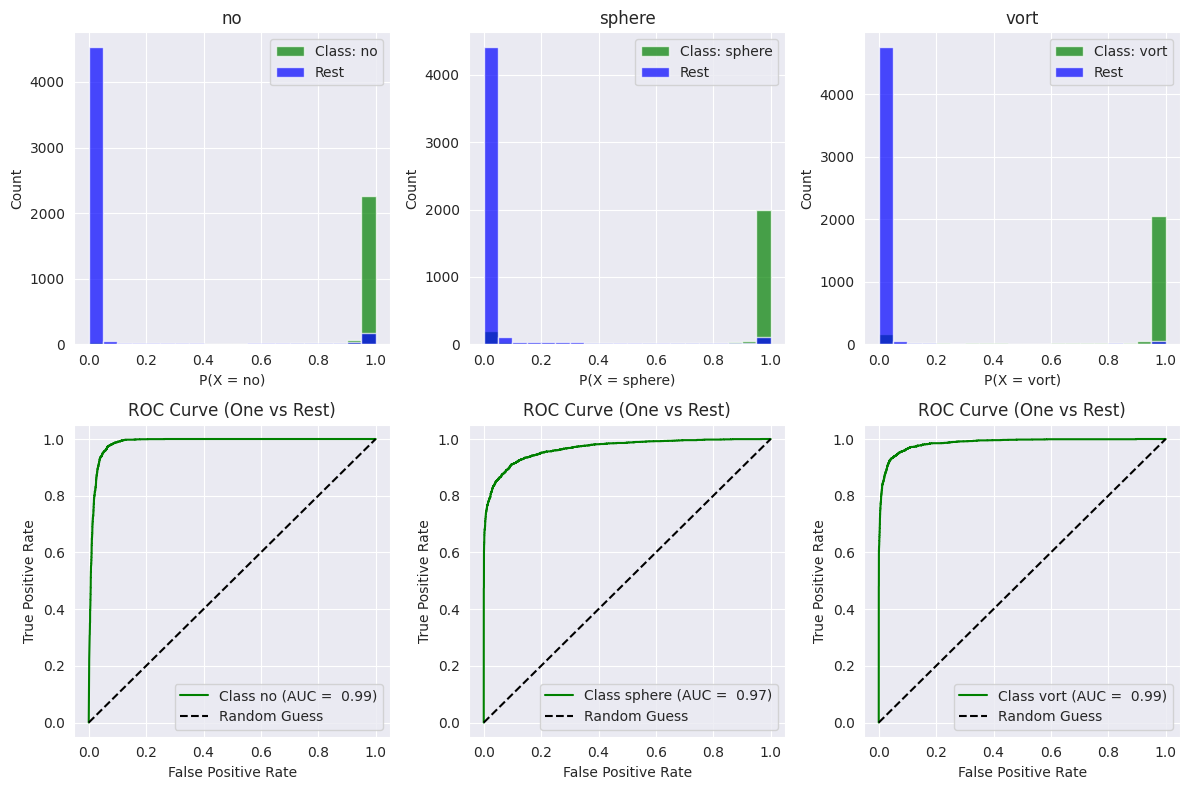 no
Class: no
Rest
Count
4000
3000
2000
1000
0
0.0 0.2 0.4 0.6 0.8 1.0
P(X = no)
sphere
Class: sphere
Rest
Count
4000
3000
2000
1000
0
0.0 0.2 0.4 0.6 0.8 1.0
P(X = sphere)
vort
Class: vort
Rest
Count
4000
3000
2000
1000
0
0.0 0.2 0.4 0.6 0.8 1.0
P(X = vort)
ROC Curve (One vs Rest)
True Positive Rate
1.0
0.8
0.6
0.4
0.2
0.0
Class no (AUC =  0.99)
Random Guess
0.0 0.2 0.4 0.6 0.8 1.0
False Positive Rate
ROC Curve (One vs Rest)
True Positive Rate
1.0
0.8
0.6
0.4
0.2
0.0
Class sphere (AUC =  0.97)
Random Guess
0.0 0.2 0.4 0.6 0.8 1.0
False Positive Rate
ROC Curve (One vs Rest)
True Positive Rate
1.0
0.8
0.6
0.4
0.2
0.0
Class vort (AUC =  0.99)
Random Guess
0.0 0.2 0.4 0.6 0.8 1.0
False Positive Rate